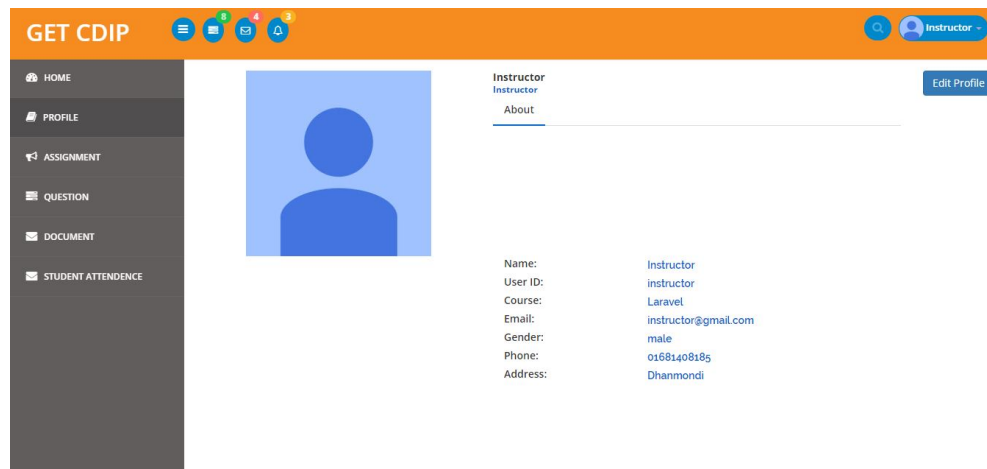 GET CDIP
8
4
3
Instructor
HOME
PROFILE
ASSIGNMENT
QUESTION
DOCUMENT
STUDENT ATTENDENCE
Instructor
Instructor
Edit Profile
About
Name: Instructor
User ID: instructor
Course: Laravel
Email: instructor@gmail.com
Gender: male
Phone: 01681408185
Address: Dhanmondi